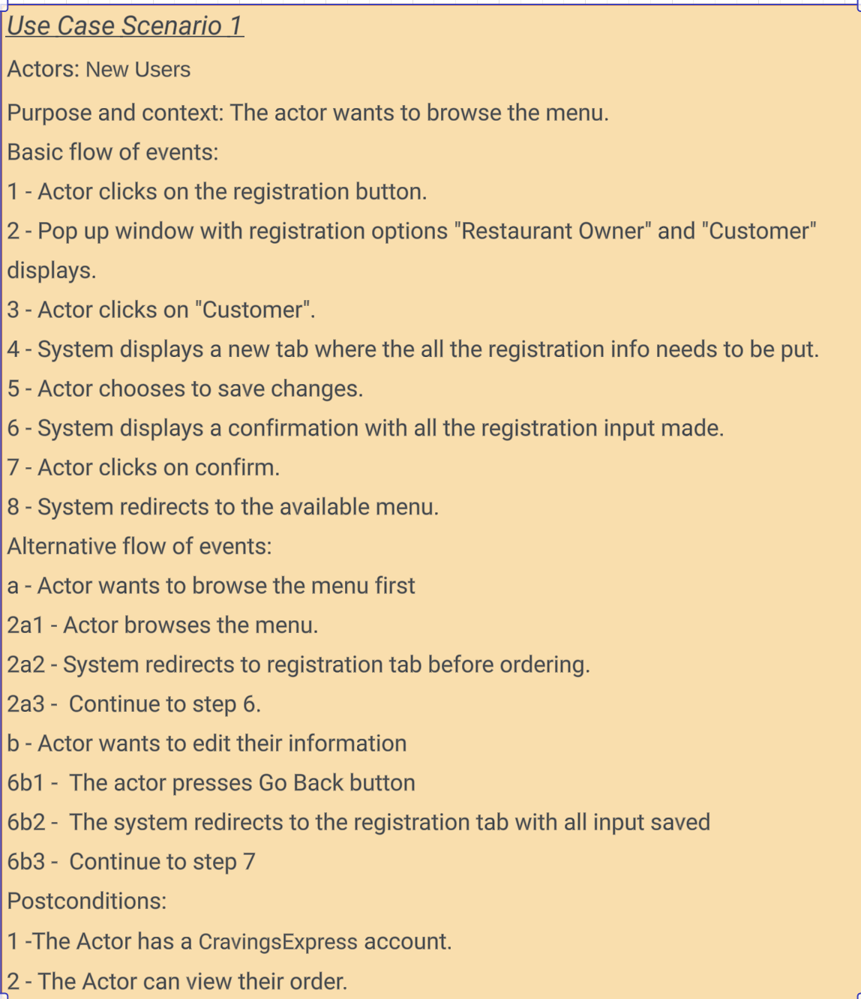 Use Case Scenario 1
Actors: New Users
Purpose and context: The actor wants to browse the menu.
Basic flow of events:
1 - Actor clicks on the registration button.
2 - Pop up window with registration options "Restaurant Owner" and "Customer"
displays.
3 - Actor clicks on "Customer".
4 - System displays a new tab where the all the registration info needs to be put.
5 - Actor chooses to save changes.
6 - System displays a confirmation with all the registration input made.
7 - Actor clicks on confirm.
8 - System redirects to the available menu.
Alternative flow of events:
a - Actor wants to browse the menu first
2a1 - Actor browses the menu.
2a2 - System redirects to registration tab before ordering.
2a3 -  Continue to step 6.
b - Actor wants to edit their information
6b1 -  The actor presses Go Back button
6b2 -  The system redirects to the registration tab with all input saved
6b3 -  Continue to step 7
Postconditions:
1 -The Actor has a CravingsExpress account.
2 - The Actor can view their order.